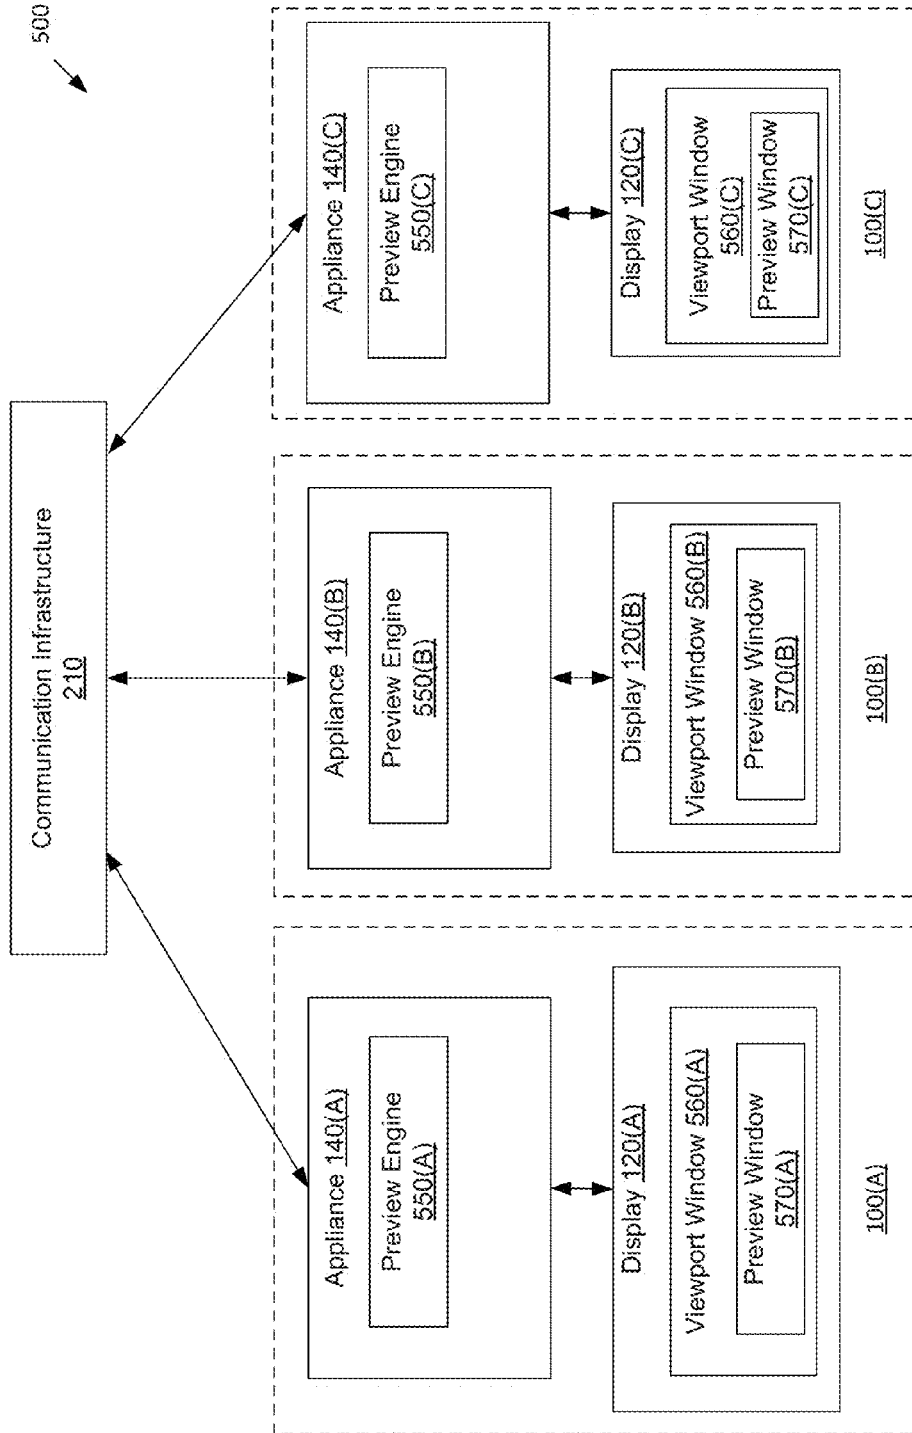 500
Communication Infrastructure
210
Appliance 140(A)
Preview Engine
550(A)
Display 120(A)
Viewport Window 560(A)
Preview Window
570(A)
100(A)
Appliance 140(B)
Preview Engine
550(B)
Display 120(B)
Viewport Window 560(B)
Preview Window
570(B)
100(B)
Appliance 140(C)
Preview Engine
550(C)
Display 120(C)
Viewport Window
560(C)
Preview Window
570(C)
100(C)